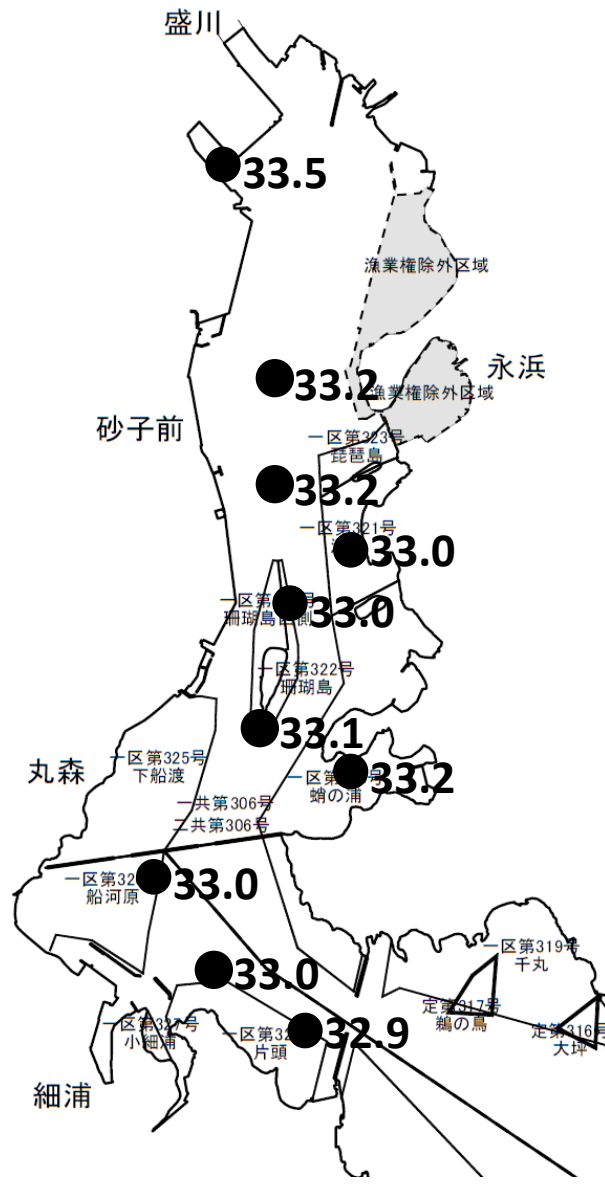 盛川
33.5
漁業権除外区域
33.2
永浜
漁業権除外区域
砂子前
一区第323号
琵琶島
33.2
一区第321号
33.0
33.0
珊瑚島
一区第322号
珊瑚島
33.1
一区第325号
下船渡
丸森
33.2
蛸の浦
一共第306号
二共第306号
33.0
船河原
一区第319号
千丸
33.0
定第317号
鵜の鳥
定第316号
大坪
32.9
小細浦
片頭
細浦